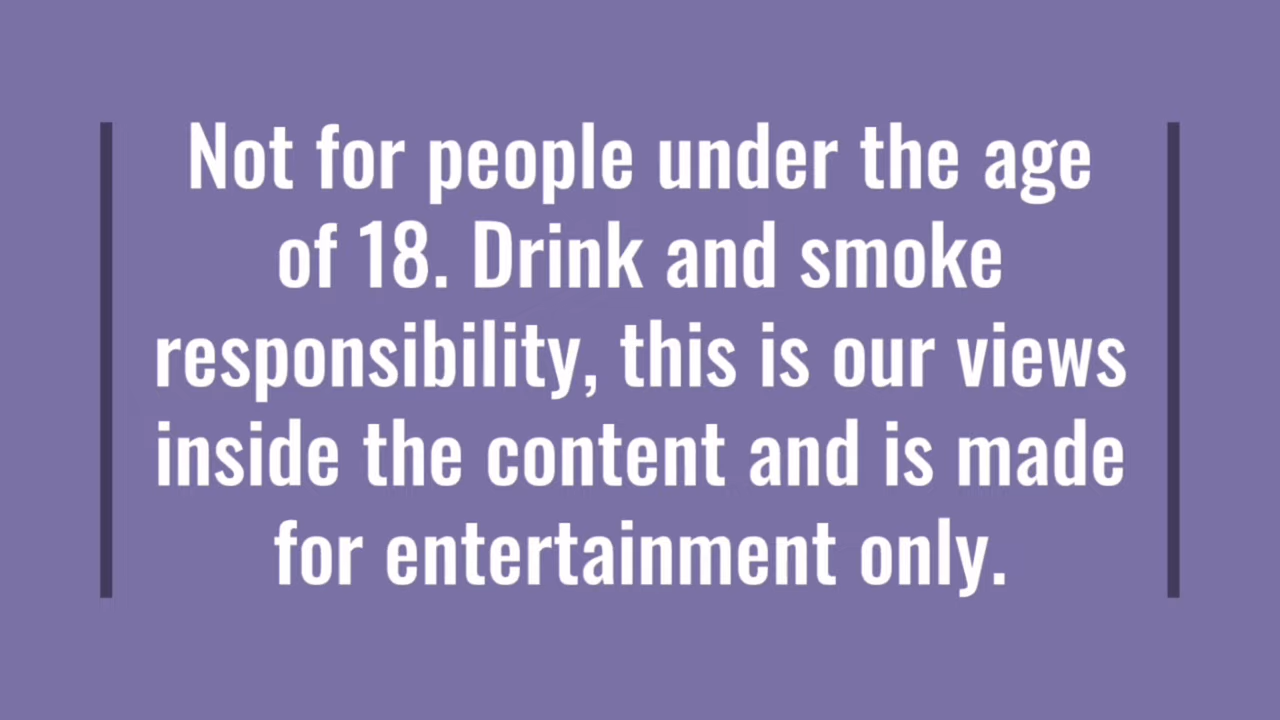 Not for people under the age
of 18. Drink and smoke
responsibility, this is our views
inside the content and is made
for entertainment only.